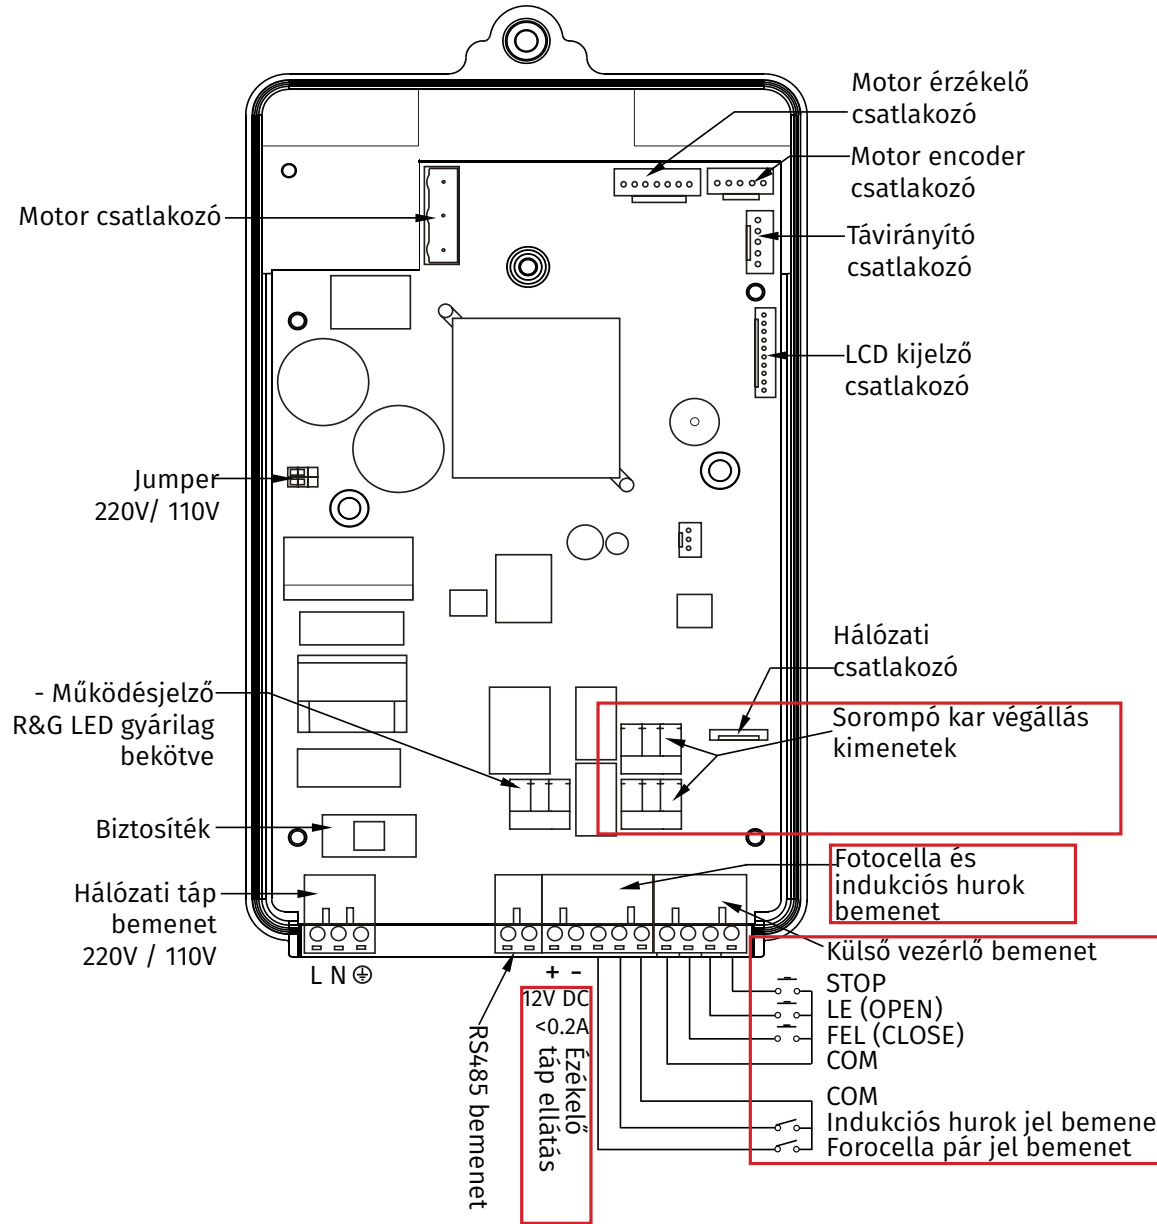 Motor érzékelő
csatlakozó
Motor encoder
csatlakozó
Motor csatlakozó
Távirányító
csatlakozó
LCD kijelző
csatlakozó
Jumper
220V/ 110V
Hálózati
csatlakozó
- Működésjelző
R&G LED gyárilag
bekötve
Sorompó kar végállás
kimenetek
Biztosíték
Fotocella és
indukciós hurok
bemenet
Hálózati táp
bemenet
220V / 110V
Külső vezérlő bemenet
L N
+ -
12V DC
<0.2A
Ézékelő
táp ellátás
RS485 bemenet
STOP
LE (OPEN)
FEL (CLOSE)
COM
COM
Indukciós hurok jel bemene
Forocella pár jel bemenet